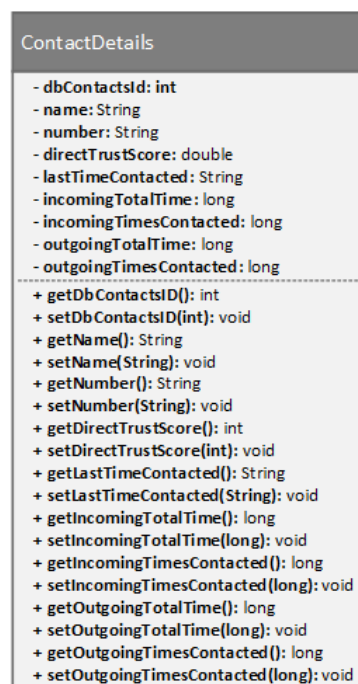 ContactDetails
- dbContactsId: int
- name: String
- number: String
- directTrustScore: double
- lastTimeContacted: String
- incomingTotalTime: long
- incomingTimesContacted: long
- outgoingTotalTime: long
- outgoingTimesContacted: long
+ getDbContactsID(): int
+ setDbContactsID(int): void
+ getName(): String
+ setName(String): void
+ getNumber(): String
+ setNumber(String): void
+ getDirectTrustScore(): int
+ setDirectTrustScore(int): void
+ getLastTimeContacted(): String
+ setLastTimeContacted(String): void
+ getIncomingTotalTime(): long
+ setIncomingTotalTime(long): void
+ getIncomingTimesContacted(): long
+ setIncomingTimesContacted(long): void
+ getOutgoingTotalTime(): long
+ setOutgoingTotalTime(long): void
+ getOutgoingTimesContacted(): long
+ setOutgoingTimesContacted(long): void